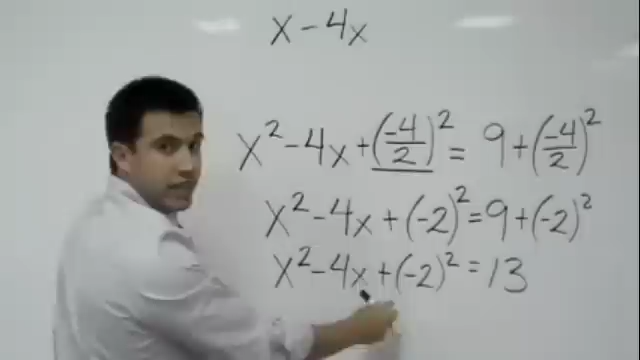 x - 4x
x² - 4x + (-4/2)² = 9 + (-4/2)²
x² - 4x + (-2)² = 9 + (-2)²
x² - 4x + (-2)² = 13